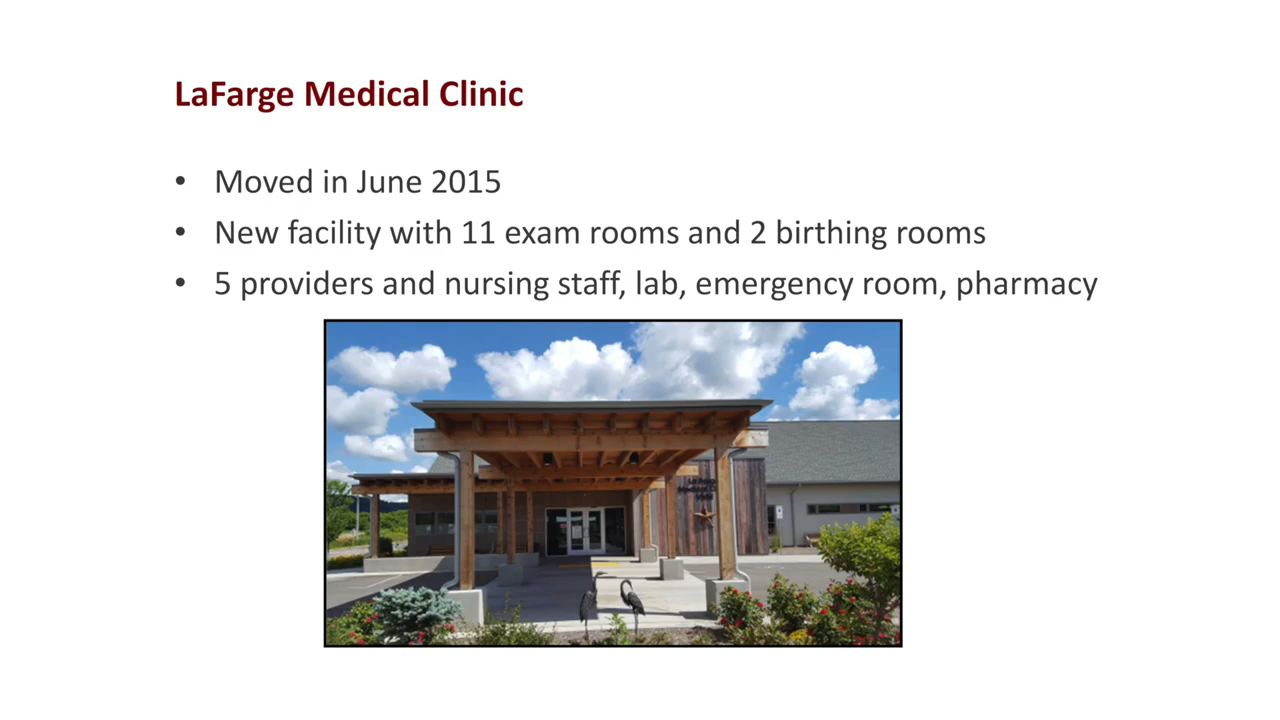 LaFarge Medical Clinic
• Moved in June 2015
• New facility with 11 exam rooms and 2 birthing rooms
• 5 providers and nursing staff, lab, emergency room, pharmacy